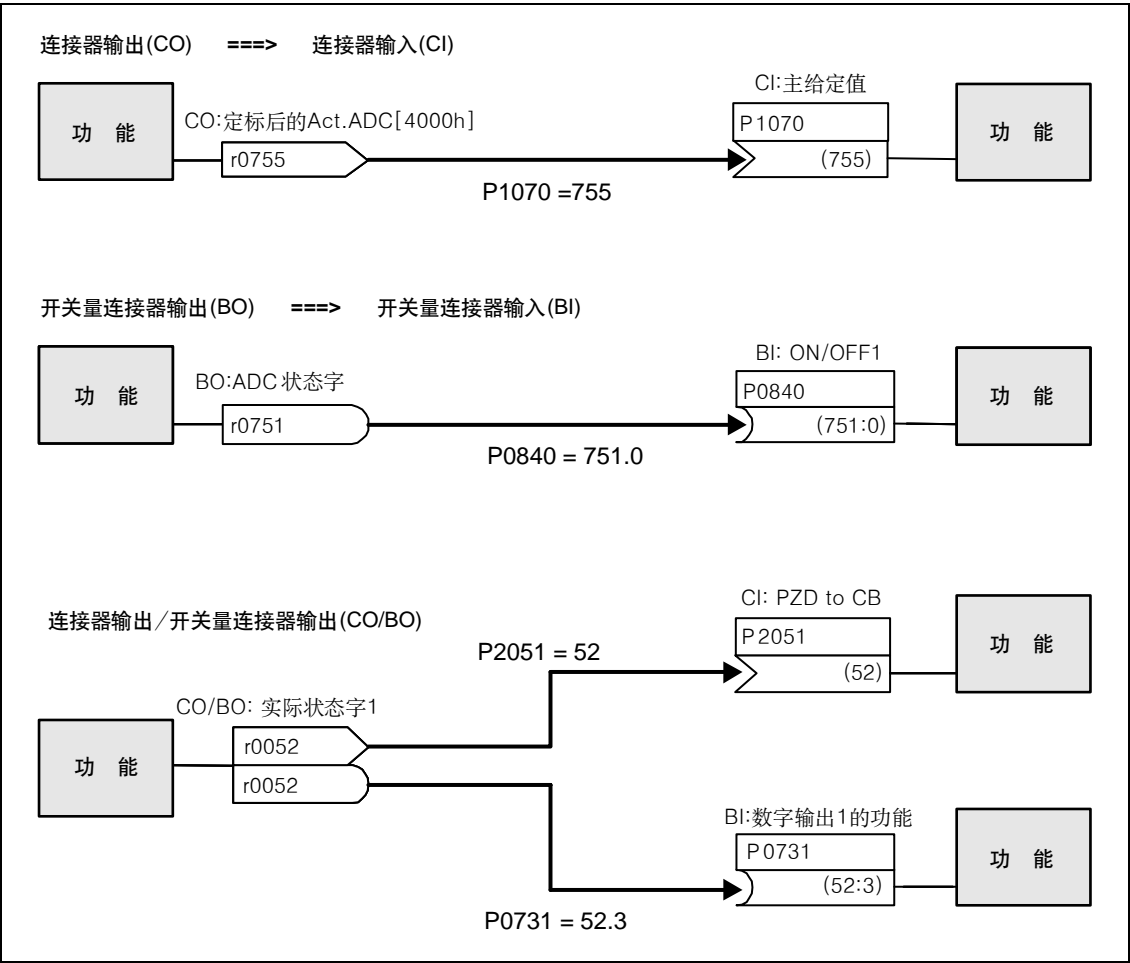 连接器输出(CO) ===> 连接器输入(CI)
功 能
CO:定标后的Act.ADC[4000h]
r0755
P1070 =755
CI:主给定值
P1070
(755)
功 能
开关量连接器输出(BO) ===> 开关量连接器输入(BI)
功 能
BO:ADC状态字
r0751
P0840 = 751.0
BI: ON/OFF1
P0840
(751:0)
功 能
连接器输出/开关量连接器输出(CO/BO)
功 能
CO/BO: 实际状态字1
r0052
r0052
P2051 = 52
CI: PZD to CB
P2051
(52)
功 能
P0731 = 52.3
BI:数字输出1的功能
P0731
(52:3)
功 能